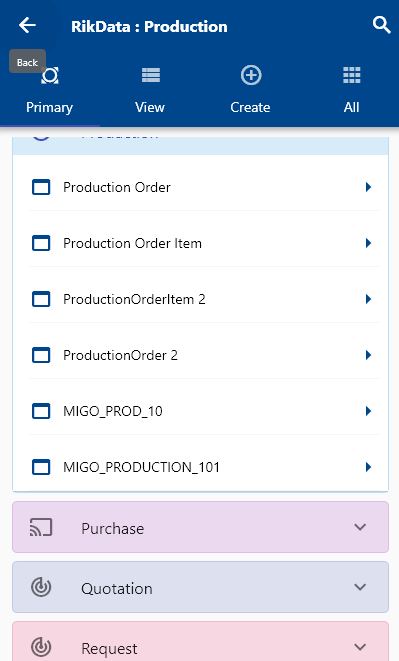 RikData : Production
Back
Primary
View
Create
All
Production
Production Order
Production Order Item
ProductionOrderItem 2
ProductionOrder 2
MIGO_PROD_10
MIGO_PRODUCTION_101
Purchase
Quotation
Request